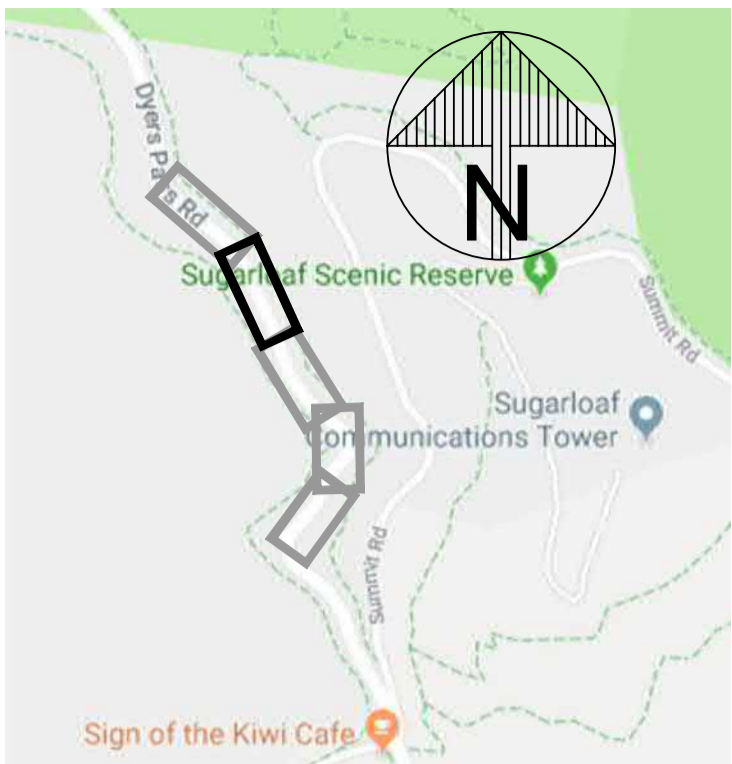 Dyers Pass Rd
N
Sugarloaf Scenic Reserve
Summit Rd
Sugarloaf
Communications Tower
Summit Rd
Sign of the Kiwi Cafe